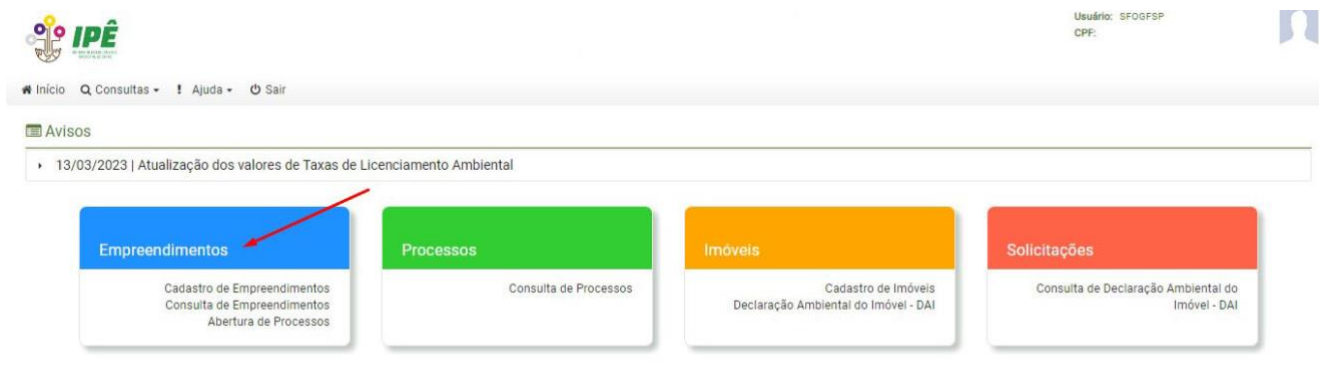 Usuário: SFOGFSP
CPF:
IPÊ
Início Consultas Ajuda Sair
Avisos
13/03/2023 | Atualização dos valores de Taxas de Licenciamento Ambiental
Empreendimentos
Cadastro de Empreendimentos
Consulta de Empreendimentos
Abertura de Processos
Processos
Consulta de Processos
Imóveis
Cadastro de Imóveis
Declaração Ambiental do Imóvel - DAI
Solicitações
Consulta de Declaração Ambiental do
Imóvel - DAI